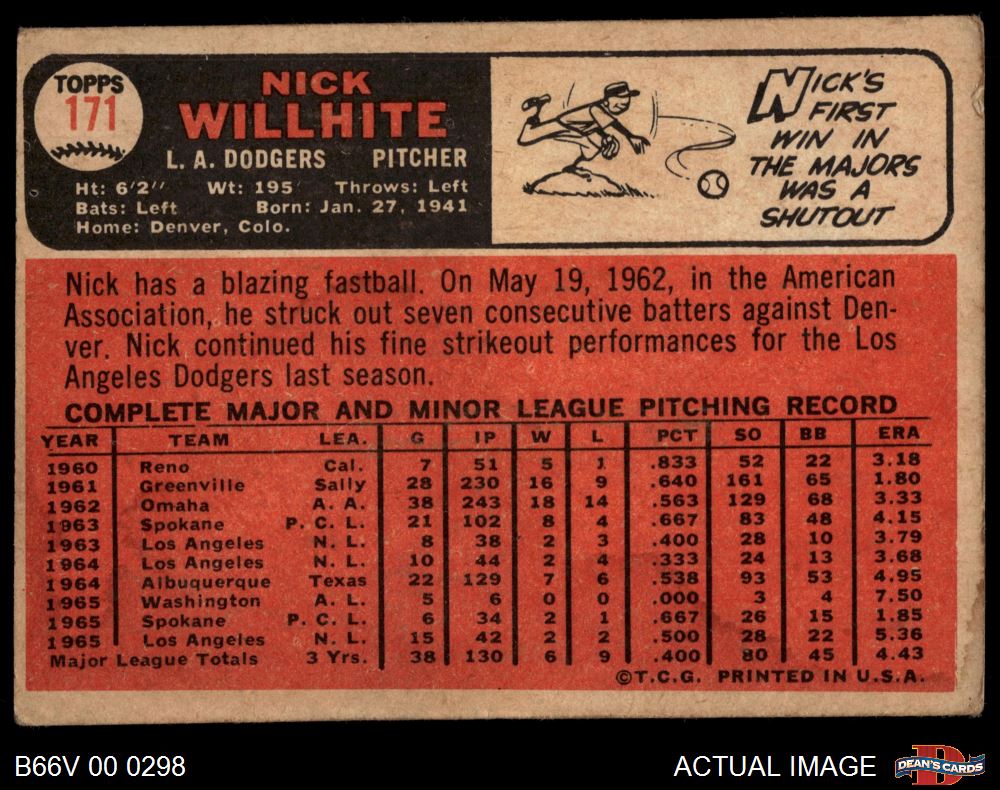 TOPPS
171
NICK
WILLHITE
L. A. DODGERS PITCHER
Ht: 6'2" Wt: 195 Throws: Left
Bats: Left Born: Jan. 27, 1941
Home: Denver, Colo.
NICK'S
FIRST
WIN IN
THE MAJORS
WAS A
SHUTOUT
Nick has a blazing fastball. On May 19, 1962, in the American
Association, he struck out seven consecutive batters against Den-
ver. Nick continued his fine strikeout performances for the Los
Angeles Dodgers last season.
COMPLETE MAJOR AND MINOR LEAGUE PITCHING RECORD
YEAR TEAM LEA. G IP W L PCT SO BB ERA
1960 Reno Cal. 7 51 5 1 .833 52 22 3.18
1961 Greenville Sally 28 230 16 9 .640 161 65 1.80
1962 Omaha A. A. 38 243 18 14 .563 129 68 3.33
1963 Spokane P. C. L. 21 102 8 4 .667 83 48 4.15
1963 Los Angeles N. L. 8 38 2 3 .400 28 10 3.79
1964 Los Angeles N. L. 10 44 2 4 .333 24 13 3.68
1964 Albuquerque Texas 22 129 7 6 .538 93 53 4.95
1965 Washington A. L. 5 6 0 0 .000 3 4 7.50
1965 Spokane P. C. L. 6 34 2 1 .667 26 15 1.85
1965 Los Angeles N. L. 15 42 2 2 .500 28 22 5.36
Major League Totals 3 Yrs. 38 130 6 9 .400 80 45 4.43
©T.C.G. PRINTED IN U.S.A.
B66V 00 0298
ACTUAL IMAGE
D
DEAN'S CARDS